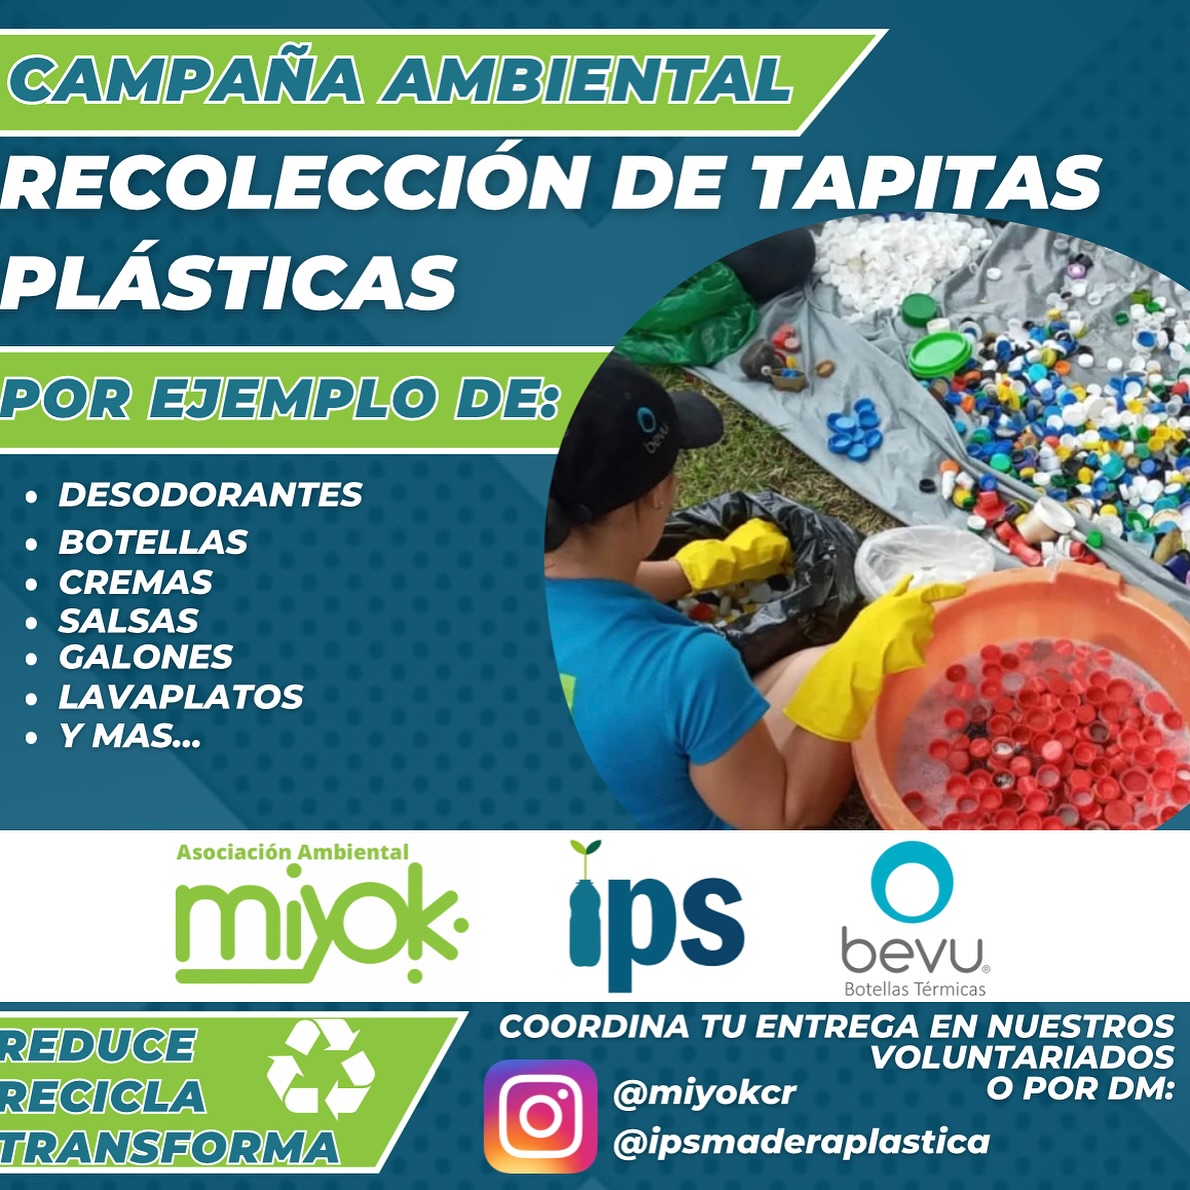 CAMPAÑA AMBIENTAL
RECOLECCIÓN DE TAPITAS
PLÁSTICAS
POR EJEMPLO DE:
• DESODORANTES
• BOTELLAS
• CREMAS
• SALSAS
• GALONES
• LAVAPLATOS
• Y MAS...
bevu
Asociación Ambiental
miyok
ips
bevu®
Botellas Térmicas
REDUCE
RECICLA
TRANSFORMA
COORDINA TU ENTREGA EN NUESTROS
VOLUNTARIADOS
O POR DM:
@miyokcr
@ipsmaderaplastica